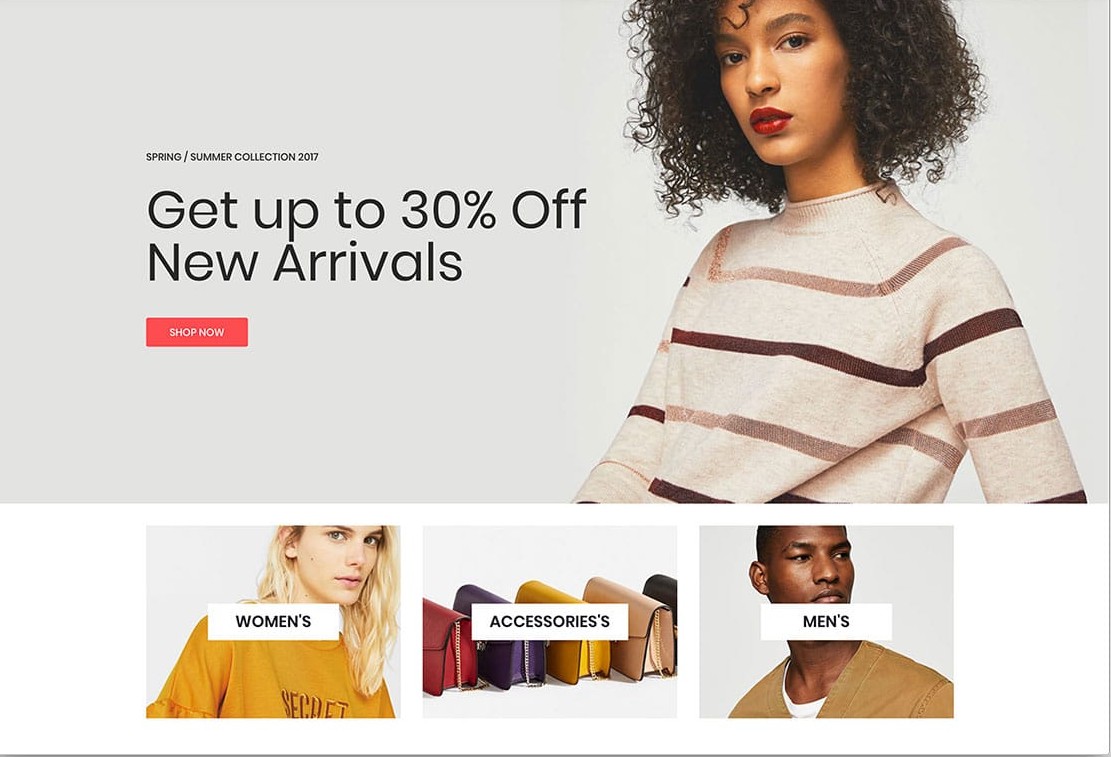 SPRING / SUMMER COLLECTION 2017
Get up to 30% Off
New Arrivals
SHOP NOW
WOMEN'S
ACCESSORIES'S
MEN'S
SECRET